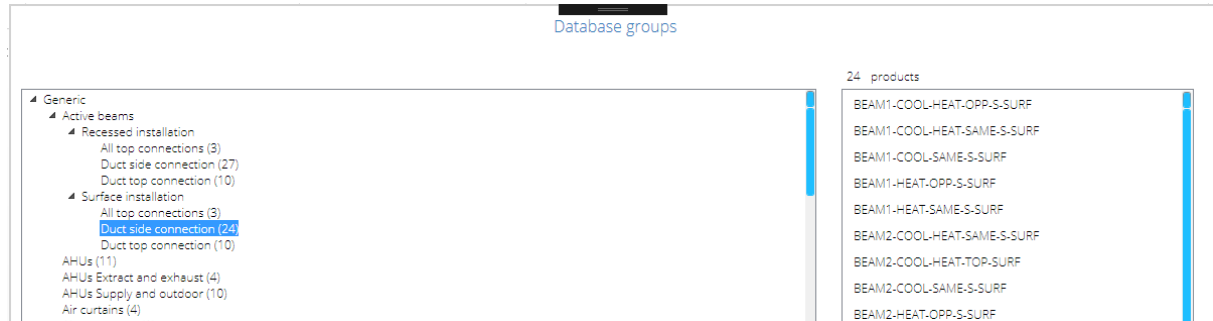 Database groups
24 products
Generic
Active beams
Recessed installation
All top connections (3)
Duct side connection (27)
Duct top connection (10)
Surface installation
All top connections (3)
Duct side connection (24)
Duct top connection (10)
AHUs (11)
AHUs Extract and exhaust (4)
AHUs Supply and outdoor (10)
Air curtains (4)
BEAM1-COOL-HEAT-OPP-S-SURF
BEAM1-COOL-HEAT-SAME-S-SURF
BEAM1-COOL-SAME-S-SURF
BEAM1-HEAT-OPP-S-SURF
BEAM1-HEAT-SAME-S-SURF
BEAM2-COOL-HEAT-SAME-S-SURF
BEAM2-COOL-HEAT-TOP-SURF
BEAM2-COOL-SAME-S-SURF
BEAM2-HEAT-OPP-S-SURF